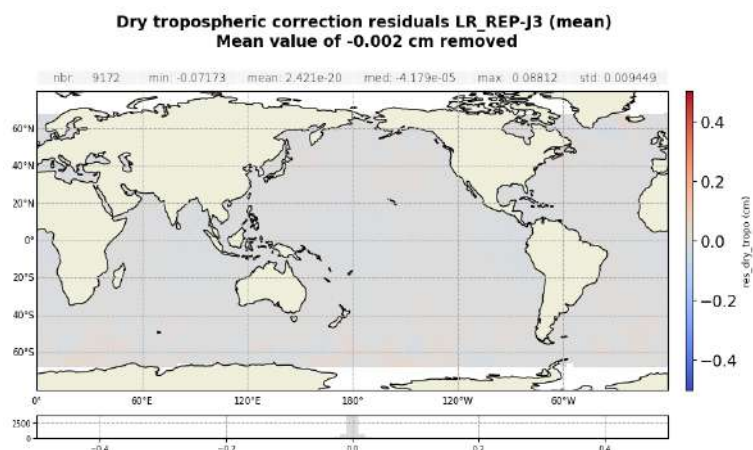 Dry tropospheric correction residuals LR_REP-J3 (mean)
Mean value of -0.002 cm removed
nbr: 9172 min: -0.07173 mean: 2.421e-20 med: -4.179e-05 max: 0.08812 std: 0.009449
60°N
40°N
20°N
0°
20°S
40°S
60°S
0°E 60°E 120°E 180° 120°W 60°W
0.4
0.2
0.0
−0.2
−0.4
res_dry_tropo (cm)
2500
0
−0.4 −0.2 0.0 0.2 0.4